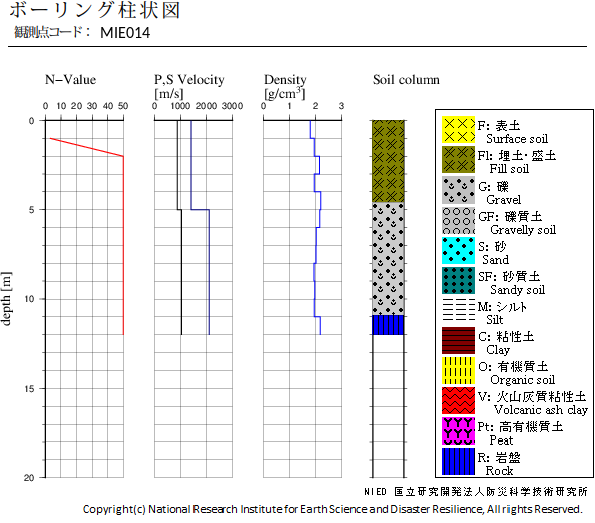 ボーリング柱状図
観測点コード： MIE014
N−Value
P,S Velocity
Density
Soil column
[m/s]
[g/cm³]
0 10 20 30 40 50
0 1000 2000 3000
0 1 2 3
0
5
10
15
20
depth [m]
F: 表土
Surface soil
Fl: 埋土・盛土
Fill soil
G: 礫
Gravel
GF: 礫質土
Gravelly soil
S: 砂
Sand
SF: 砂質土
Sandy soil
M: シルト
Silt
C: 粘性土
Clay
O: 有機質土
Organic soil
V: 火山灰質粘性土
Volcanic ash clay
Pt: 高有機質土
Peat
R: 岩盤
Rock
NIED 国立研究開発法人防災科学技術研究所
Copyright(c) National Research Institute for Earth Science and Disaster Resilience, All rights Reserved.